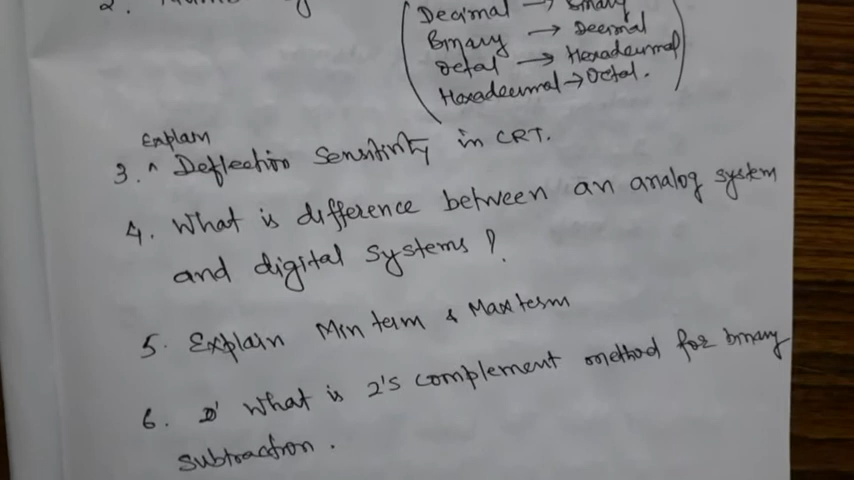 2.
(Decimal → Binary
Binary → Decimal
Octal → Hexadecimal
Hexadecimal → Octal.)
Explain
3. ^ Deflection Sensitivity in CRT.
4. What is difference between an analog system
and digital systems ?
5. Explain Min term & Max term
6. What is 2's complement method for binary
subtraction.